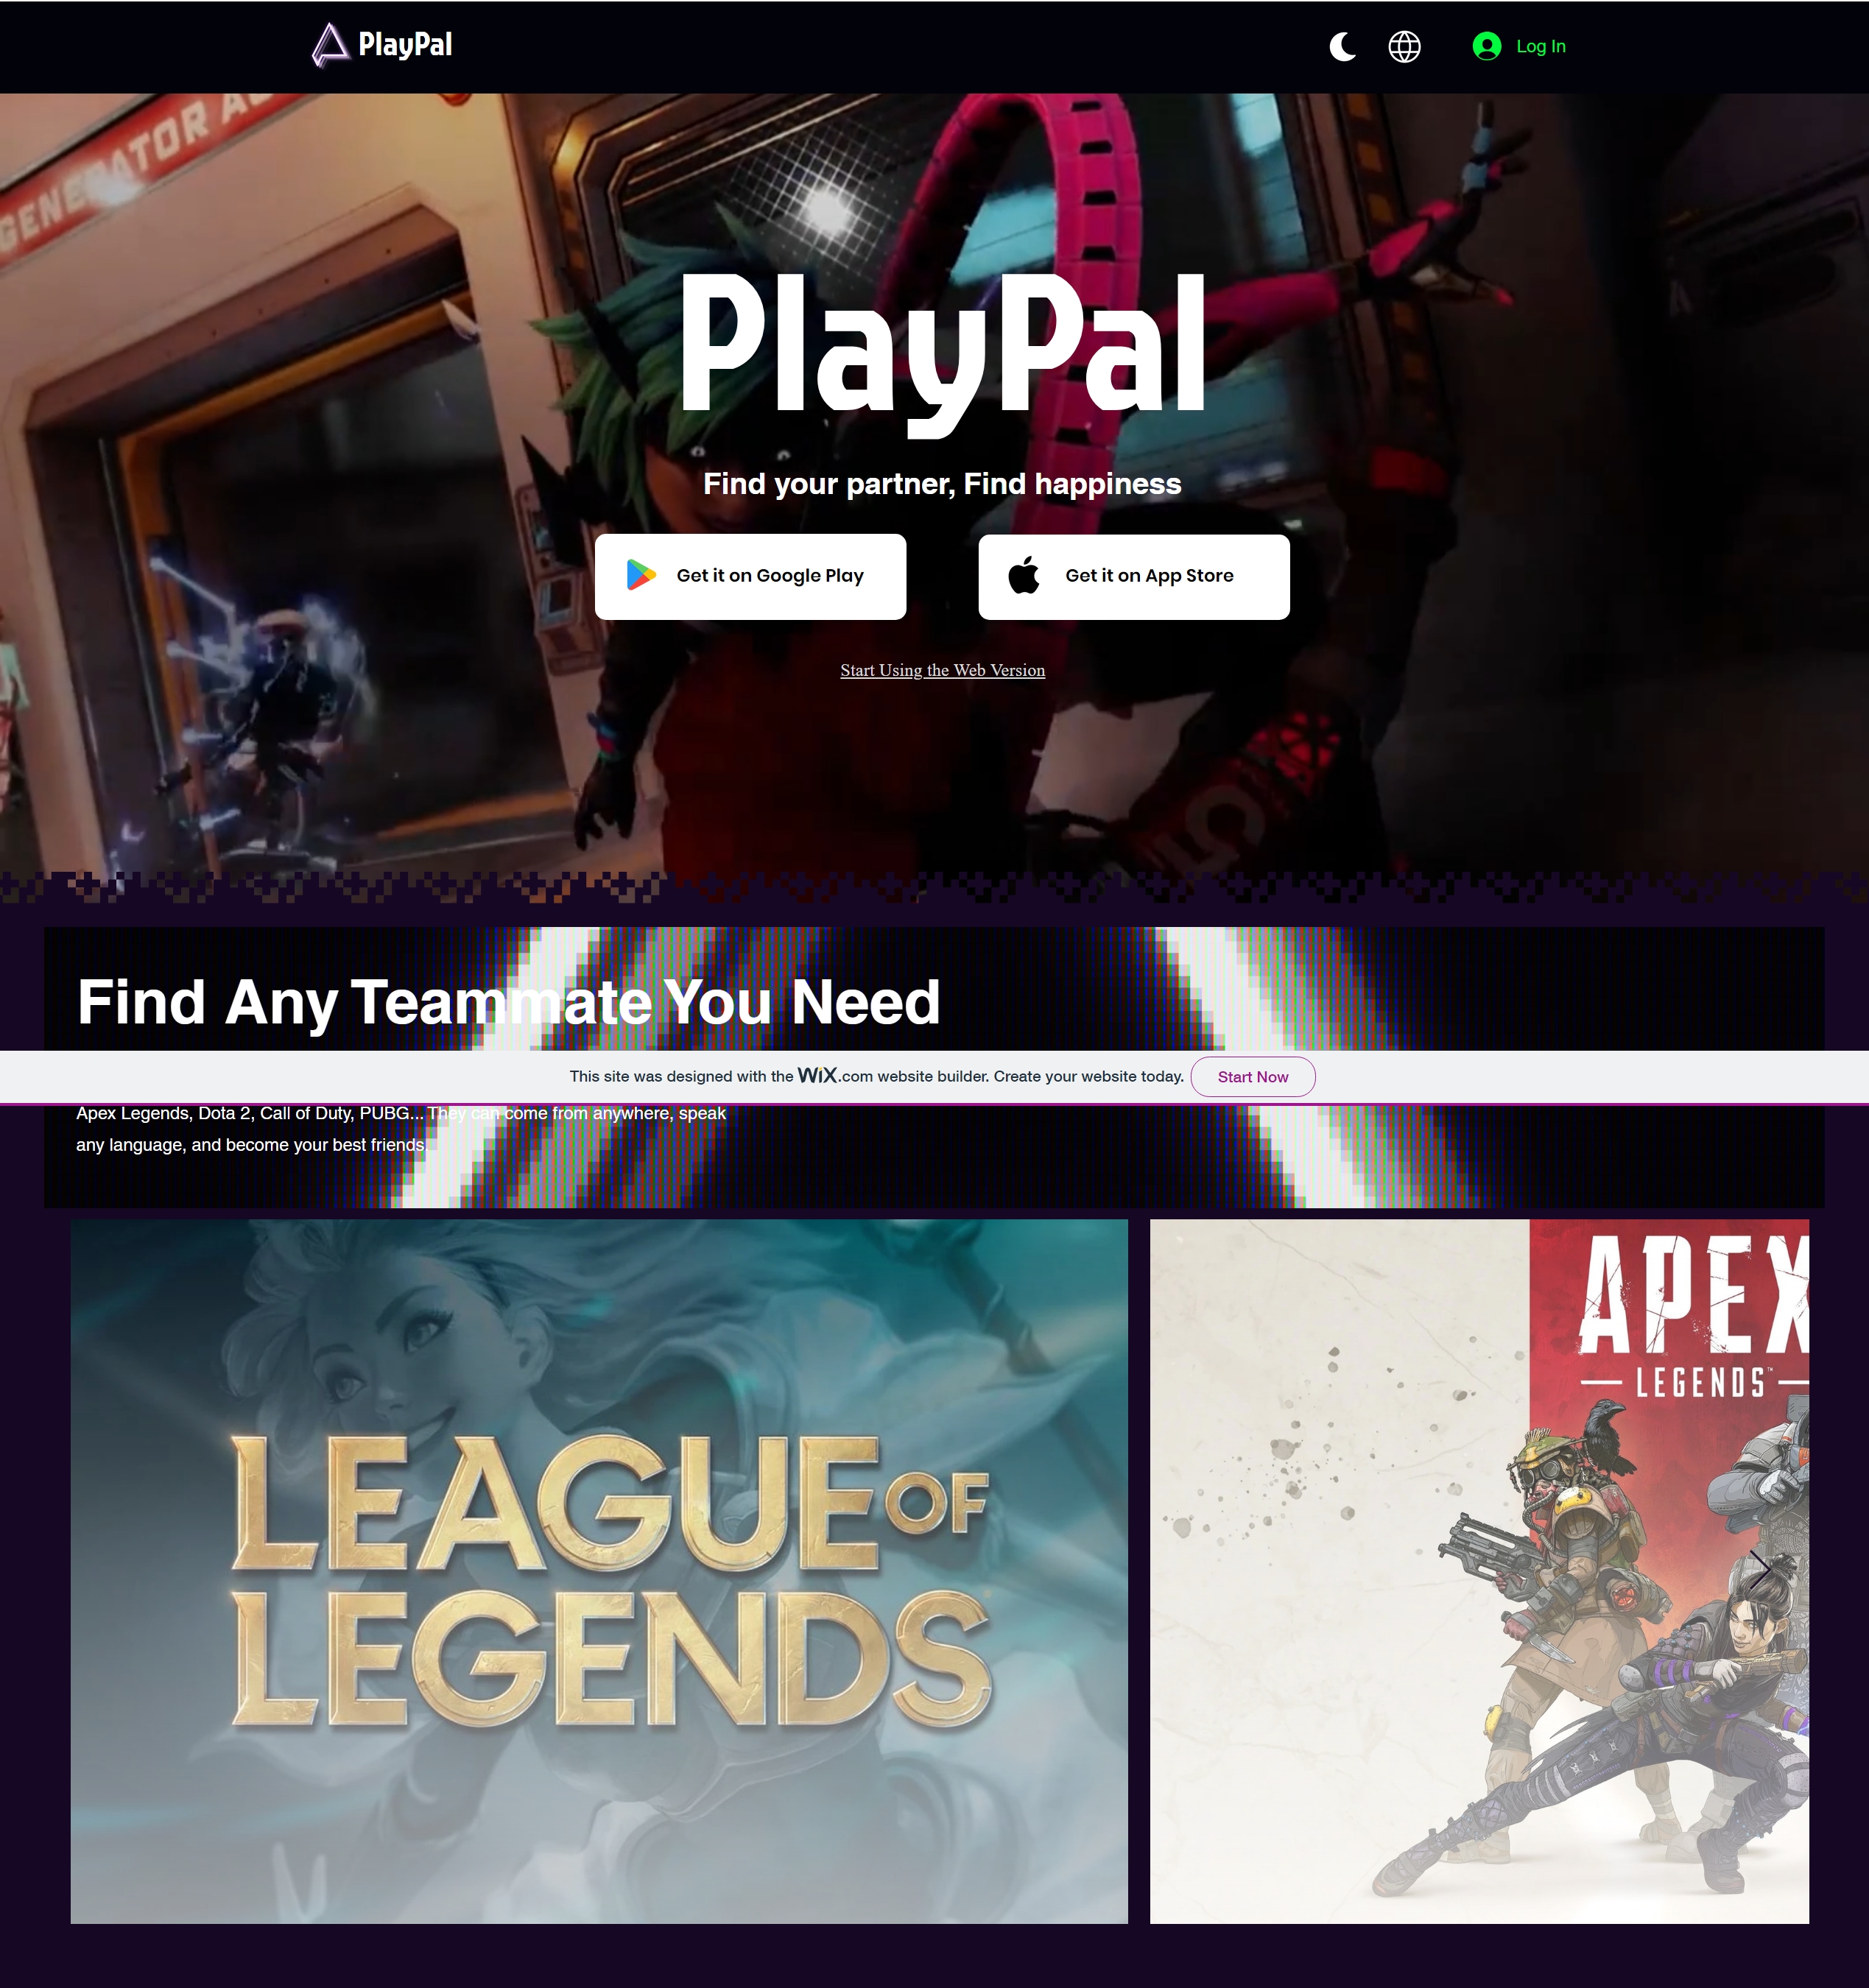 PlayPal
Log In
GENERATOR
PlayPal
Find your partner, Find happiness
Get it on Google Play
Get it on App Store
Start Using the Web Version
Find Any Teammate You Need
This site was designed with the WiX.com website builder. Create your website today.
Start Now
Apex Legends, Dota 2, Call of Duty, PUBG... They can come from anywhere, speak
any language, and become your best friends
LEAGUE OF
LEGENDS
APEX
LEGENDS™